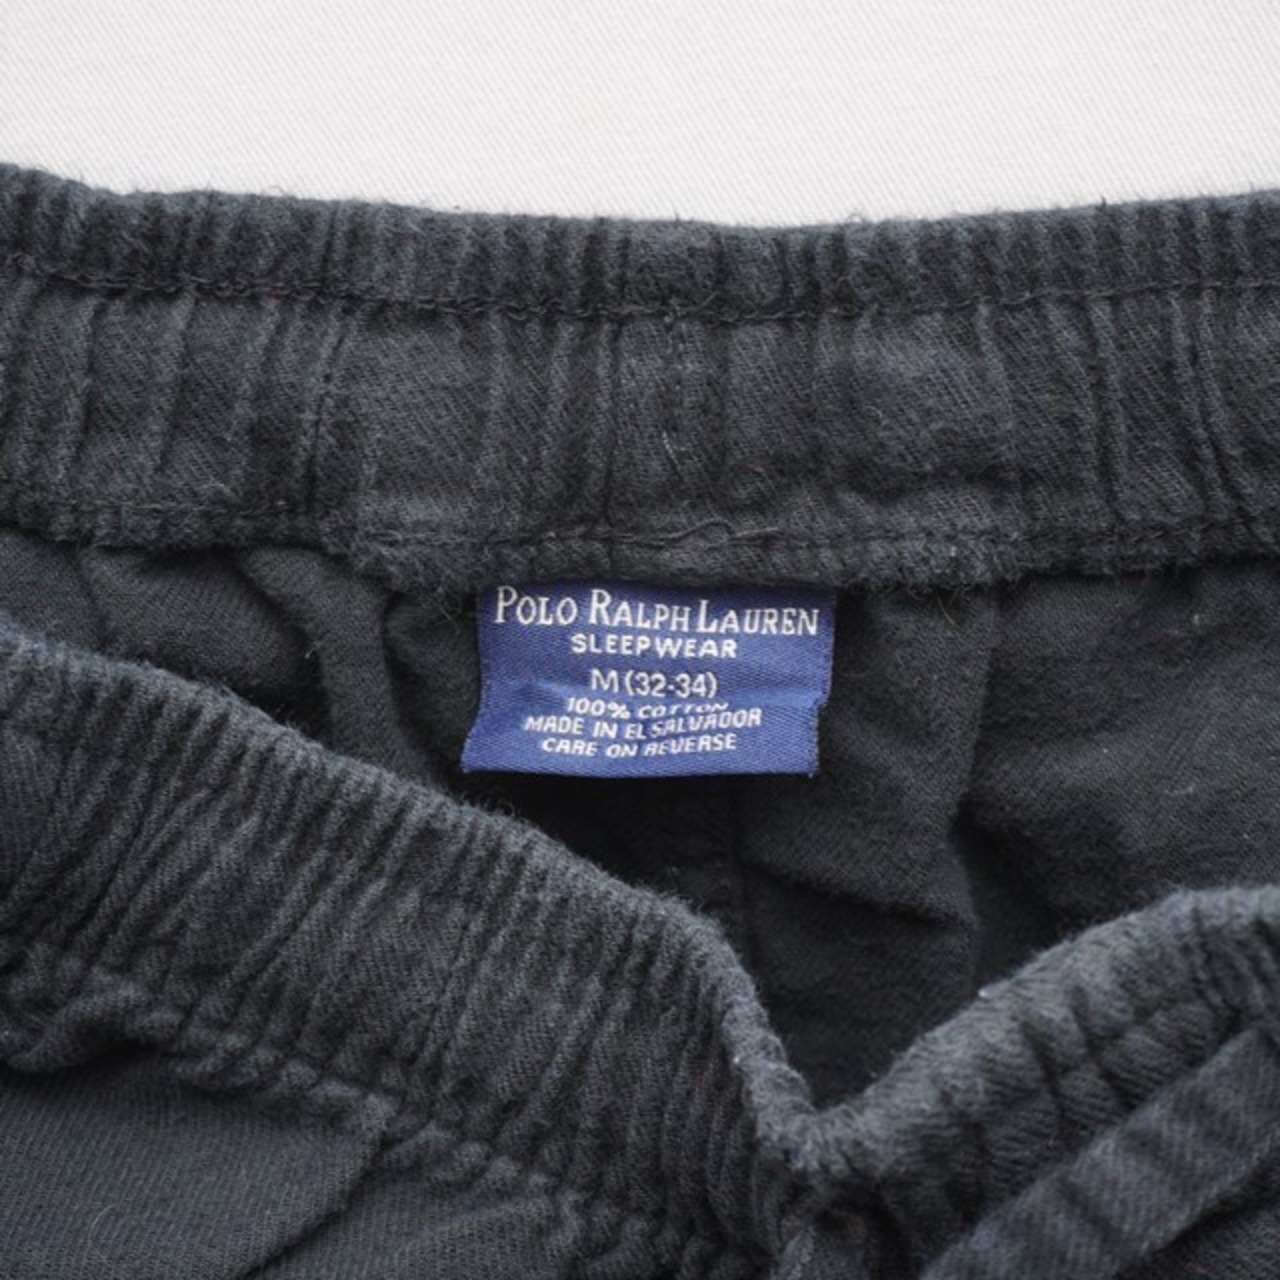 POLO RALPH LAUREN
SLEEPWEAR
M (32-34)
100% COTTON
MADE IN EL SALVADOR
CARE ON REVERSE